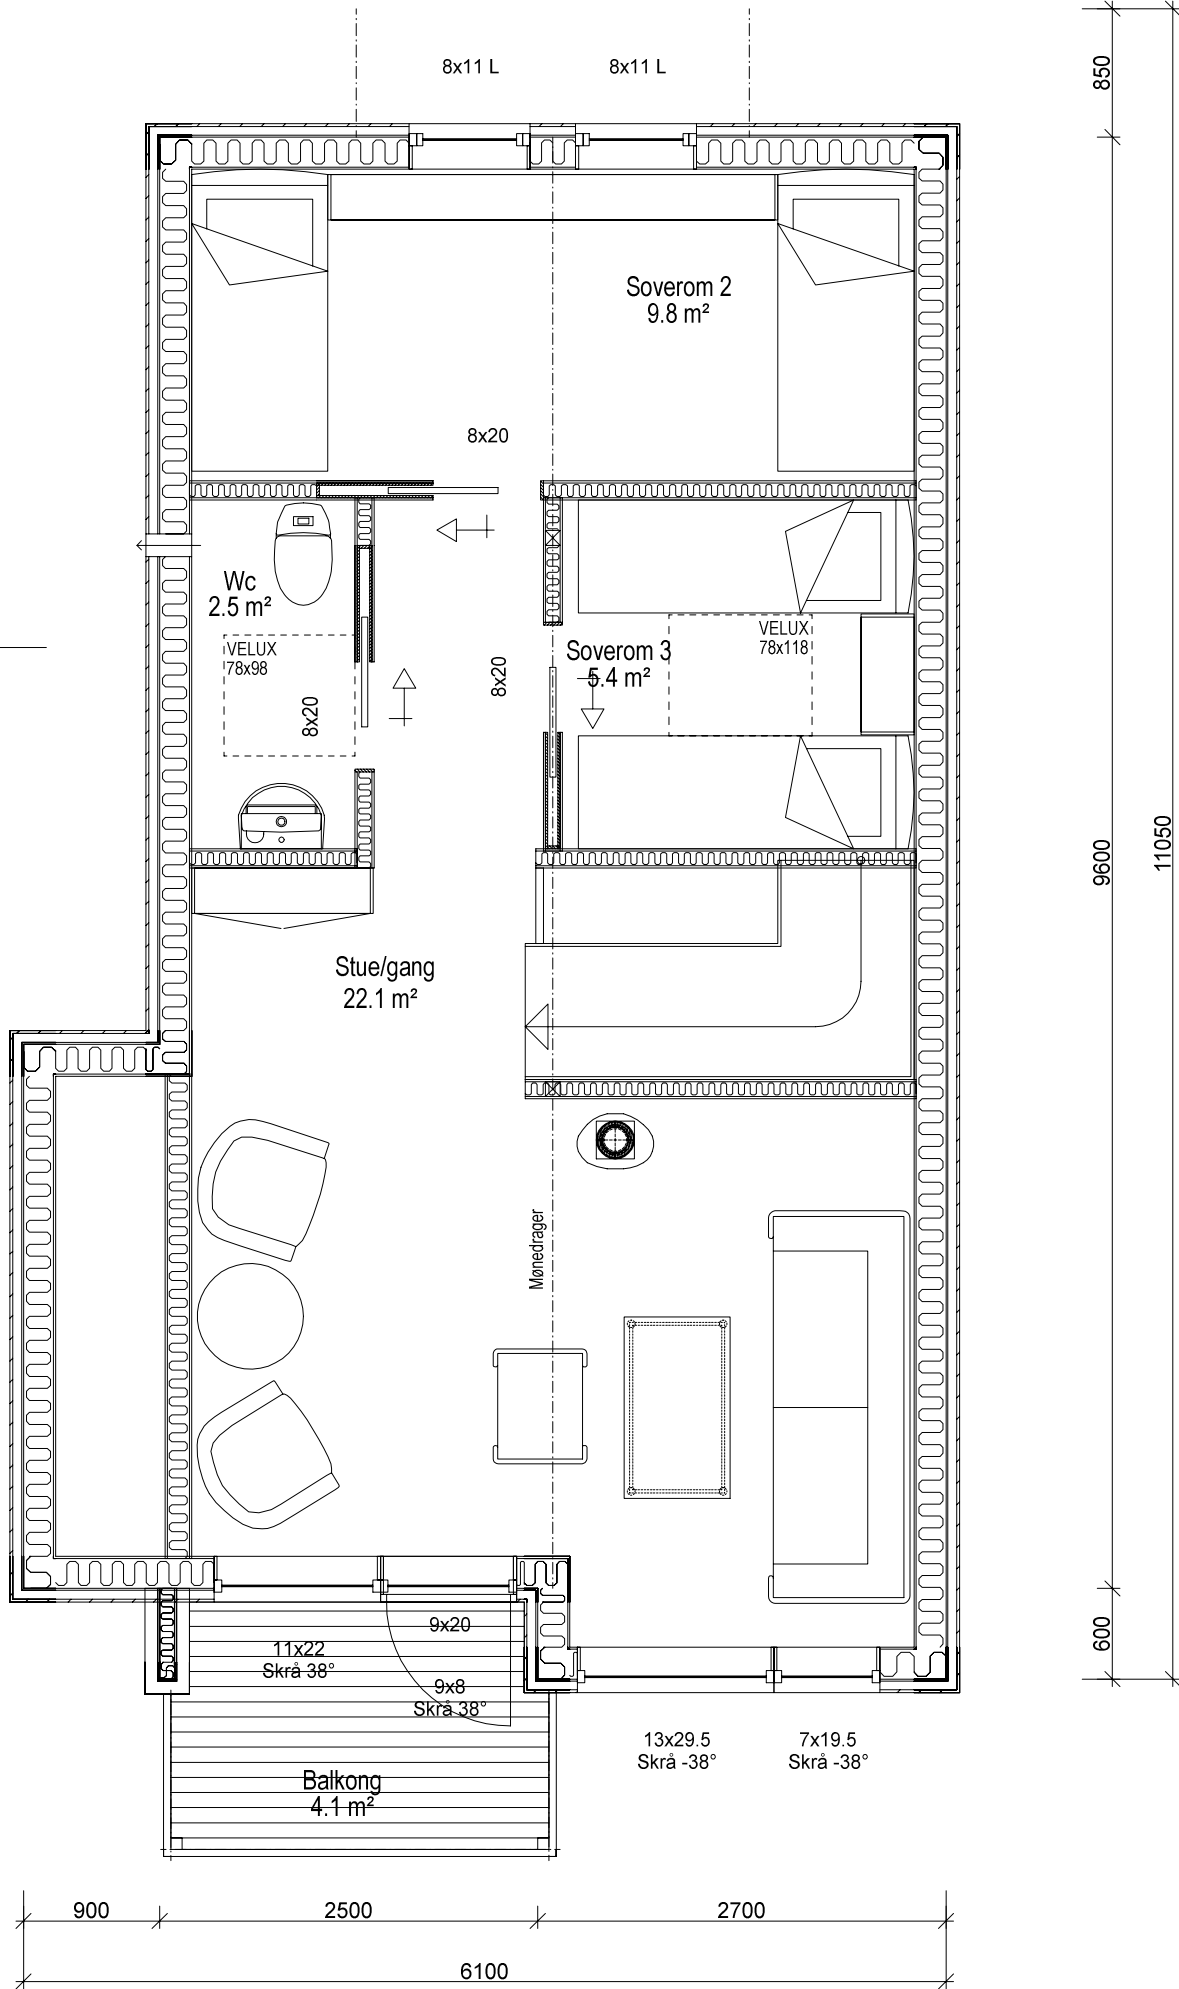 8x11 L
8x11 L
850
Soverom 2
9.8 m²
8x20
Wc
2.5 m²
VELUX
78x98
8x20
8x20
Soverom 3
5.4 m²
VELUX
78x118
9600
11050
Stue/gang
22.1 m²
Mønedrager
600
9x20
11x22
Skrå 38°
9x8
Skrå 38°
13x29.5
Skrå -38°
7x19.5
Skrå -38°
Balkong
4.1 m²
900
2500
2700
6100